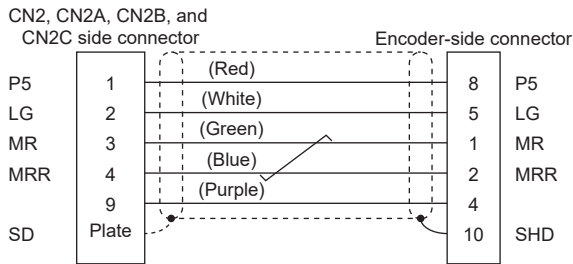 CN2, CN2A, CN2B, and
CN2C side connector
Encoder-side connector
P5 1 (Red) 8 P5
LG 2 (White) 5 LG
MR 3 (Green) 1 MR
MRR 4 (Blue) 2 MRR
9 (Purple) 4
SD Plate 10 SHD